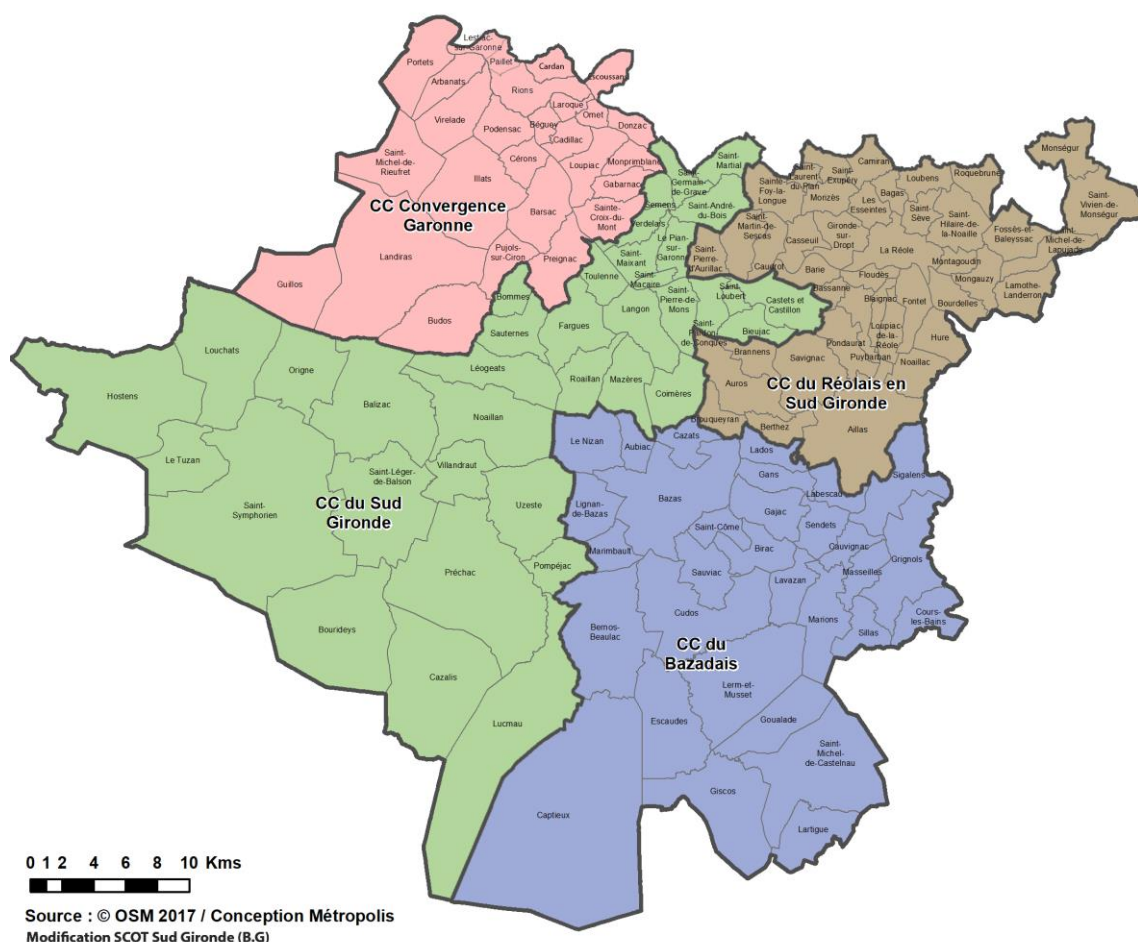 Lestiac-
sur-Garonne
Portets
Paillet
Cardan
Escoussans
Arbanats
Rions
Laroque
Omet
Virelade
Podensac
Béguey
Donzac
Cadillac
Saint-
Michel-de-
Rieufret
Cérons
Loupiac
Monprimblanc
Illats
Gabarnac
CC Convergence
Garonne
Barsac
Sainte-
Croix-du-
Mont
Landiras
Pujols-
sur-Ciron
Preignac
Guillos
Budos
Saint-
Martial
Saint-
Germain-
de-Grave
Semens
Saint-André-
du-Bois
Verdelais
Le Pian-
sur-
Garonne
Saint-
Maixant
Toulenne
Saint-
Macaire
Saint-
Pierre-
de-Mons
Saint-
Loubert
Castets et
Castillon
Bommes
Langon
Sauternes
Fargues
Saint-
Pardon-
de-Conques
Bieujac
Louchats
Origne
Léogeats
Roaillan
Mazères
Coimères
Hostens
Balizac
Noaillan
Le Tuzan
Saint-Léger-
de-Balson
Villandraut
CC du Sud
Gironde
Saint-
Symphorien
Uzeste
Pompéjac
Préchac
Bourideys
Cazalis
Lucmau
Monségur
Camiran
Roquebrune
Saint-
Laurent-
du-Plan
Saint-
Exupéry
Loubens
Sainte-
Foy-la-
Longue
Bagas
Monzès
Les
Esseintes
Saint-
Vivien-de-
Monségur
Saint-
Sève
Saint-
Hilaire-de-
la-Noaille
Saint-
Martin-de-
Sescas
Gironde-
sur-
Dropt
Fossès-et-
Baleyssac
Saint-
Michel-de-
Lapujade
Casseuil
La Réole
Saint-
Pierre-
d'Aurillac
Caudrot
Barie
Floudès
Montagoudin
Mongauzy
Lamothe-
Landerron
Bassanne
Blaignac
Fontet
Bourdelles
Loupiac-
de-la-
Réole
Hure
Pondaurat
Puybarban
Noaillac
Brannens
Savignac
Auros
CC du Réolais en
Sud Gironde
Brouqueyran
Berthez
Aillas
Le Nizan
Aubiac
Cazats
Lados
Sigalens
Gans
Labescau
Bazas
Lignan-
de-Bazas
Gajac
Sendets
Saint-Côme
Marimbault
Birac
Cauvignac
Grignols
Masseilles
Sauviac
Lavazan
Cudos
Marions
Cours-
les-Bains
Sillas
Bernos-
Beaulac
CC du
Bazadais
Lerm-et-
Musset
Escaudes
Goualade
Saint-
Michel-
de-Castelnau
Giscos
Captieux
Lartigue
0 1 2 4 6 8 10 Kms
Source : © OSM 2017 / Conception Métropolis
Modification SCOT Sud Gironde (B.G)